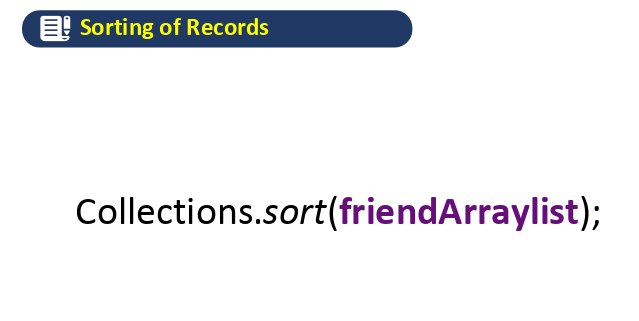 Sorting of Records
Collections.sort(friendArraylist);